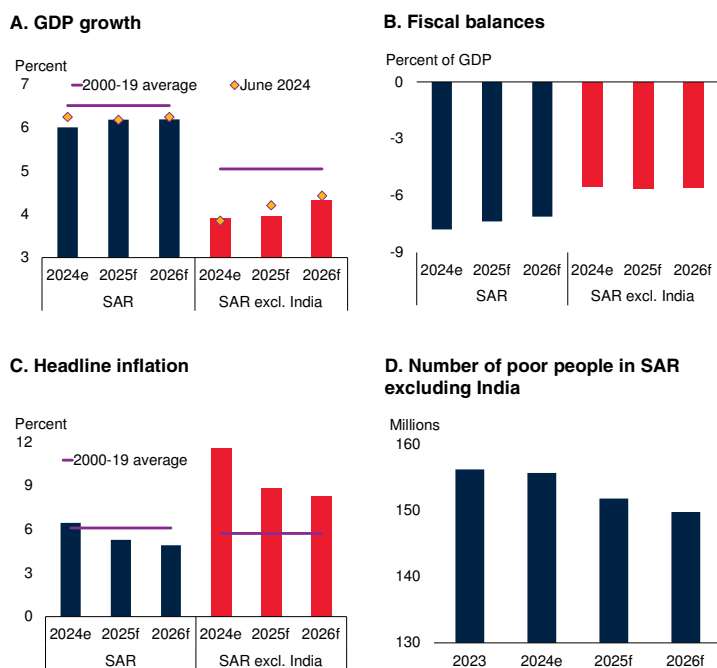 A. GDP growth
Percent
7
2000-19 average
June 2024
6
5
4
3
2024e 2025f 2026f 2024e 2025f 2026f
SAR SAR excl. India
B. Fiscal balances
Percent of GDP
0
-3
-6
-9
2024e 2025f 2026f 2024e 2025f 2026f
SAR SAR excl. India
C. Headline inflation
Percent
12
2000-19 average
9
6
3
0
2024e 2025f 2026f 2024e 2025f 2026f
SAR SAR excl. India
D. Number of poor people in SAR
excluding India
Millions
160
150
140
130
2023 2024e 2025f 2026f